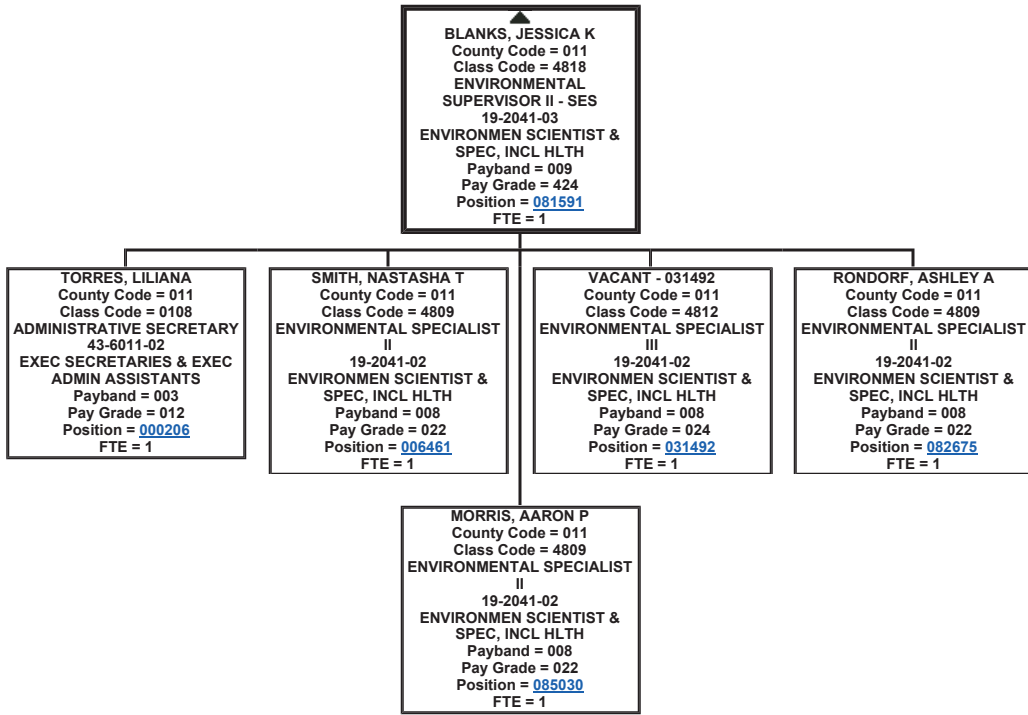 BLANKS, JESSICA K
County Code = 011
Class Code = 4818
ENVIRONMENTAL
SUPERVISOR II - SES
19-2041-03
ENVIRONMEN SCIENTIST &
SPEC, INCL HLTH
Payband = 009
Pay Grade = 424
Position = 081591
FTE = 1
TORRES, LILIANA
County Code = 011
Class Code = 0108
ADMINISTRATIVE SECRETARY
43-6011-02
EXEC SECRETARIES & EXEC
ADMIN ASSISTANTS
Payband = 003
Pay Grade = 012
Position = 000206
FTE = 1
SMITH, NASTASHA T
County Code = 011
Class Code = 4809
ENVIRONMENTAL SPECIALIST
II
19-2041-02
ENVIRONMEN SCIENTIST &
SPEC, INCL HLTH
Payband = 008
Pay Grade = 022
Position = 006461
FTE = 1
VACANT - 031492
County Code = 011
Class Code = 4812
ENVIRONMENTAL SPECIALIST
III
19-2041-02
ENVIRONMEN SCIENTIST &
SPEC, INCL HLTH
Payband = 008
Pay Grade = 024
Position = 031492
FTE = 1
RONDORF, ASHLEY A
County Code = 011
Class Code = 4809
ENVIRONMENTAL SPECIALIST
II
19-2041-02
ENVIRONMEN SCIENTIST &
SPEC, INCL HLTH
Payband = 008
Pay Grade = 022
Position = 082675
FTE = 1
MORRIS, AARON P
County Code = 011
Class Code = 4809
ENVIRONMENTAL SPECIALIST
II
19-2041-02
ENVIRONMEN SCIENTIST &
SPEC, INCL HLTH
Payband = 008
Pay Grade = 022
Position = 085030
FTE = 1